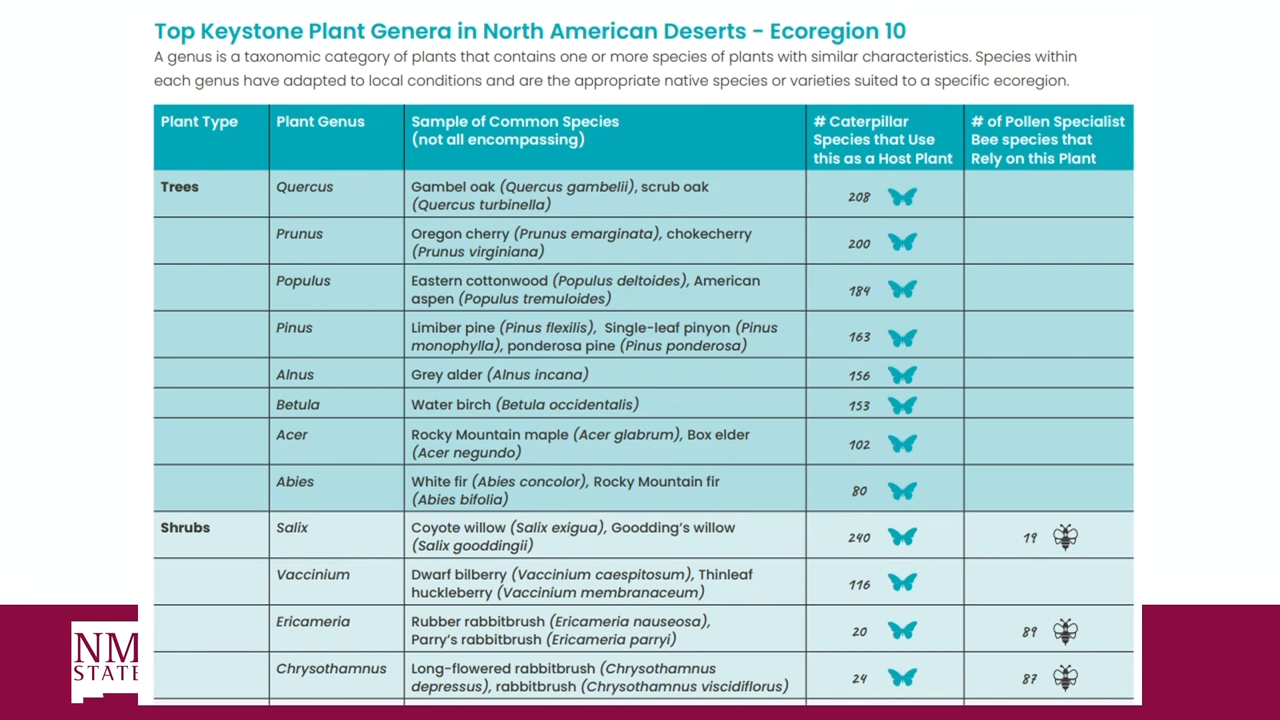 Top Keystone Plant Genera in North American Deserts - Ecoregion 10
A genus is a taxonomic category of plants that contains one or more species of plants with similar characteristics. Species within
each genus have adapted to local conditions and are the appropriate native species or varieties suited to a specific ecoregion.
Plant Type
Plant Genus
Sample of Common Species
(not all encompassing)
# Caterpillar
Species that Use
this as a Host Plant
# of Pollen Specialist
Bee species that
Rely on this Plant
Trees
Quercus
Gambel oak (Quercus gambelii), scrub oak
(Quercus turbinella)
208
Prunus
Oregon cherry (Prunus emarginata), chokecherry
(Prunus virginiana)
200
Populus
Eastern cottonwood (Populus deltoides), American
aspen (Populus tremuloides)
184
Pinus
Limiber pine (Pinus flexilis), Single-leaf pinyon (Pinus
monophylla), ponderosa pine (Pinus ponderosa)
163
Alnus
Grey alder (Alnus incana)
156
Betula
Water birch (Betula occidentalis)
153
Acer
Rocky Mountain maple (Acer glabrum), Box elder
(Acer negundo)
102
Abies
White fir (Abies concolor), Rocky Mountain fir
(Abies bifolia)
80
Shrubs
Salix
Coyote willow (Salix exigua), Goodding's willow
(Salix gooddingii)
240
19
Vaccinium
Dwarf bilberry (Vaccinium caespitosum), Thinleaf
huckleberry (Vaccinium membranaceum)
116
Ericameria
Rubber rabbitbrush (Ericameria nauseosa),
Parry's rabbitbrush (Ericameria parryi)
20
89
Chrysothamnus
Long-flowered rabbitbrush (Chrysothamnus
depressus), rabbitbrush (Chrysothamnus viscidiflorus)
24
87
NM
STATE